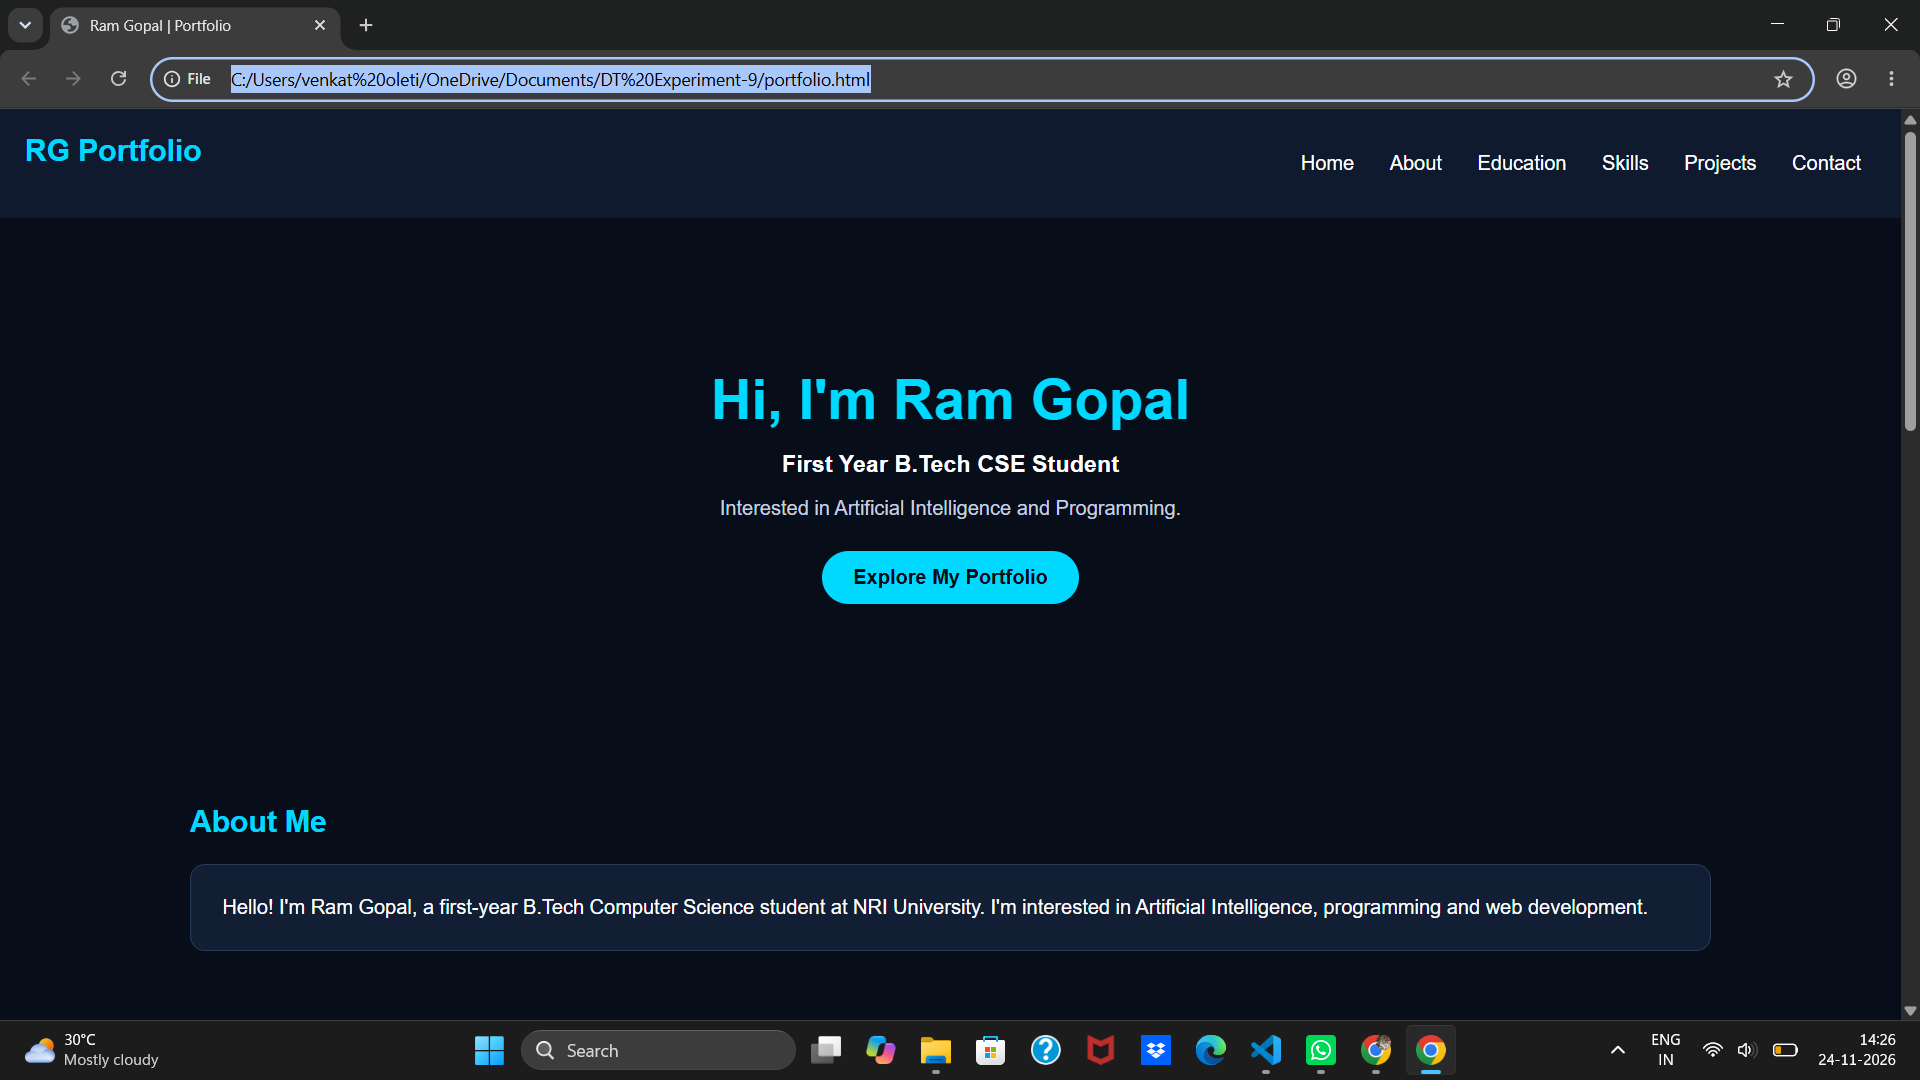 Ram Gopal | Portfolio
File
C:/Users/venkat%20oleti/OneDrive/Documents/DT%20Experiment-9/portfolio.html
RG Portfolio
Home About Education Skills Projects Contact
Hi, I'm Ram Gopal
First Year B.Tech CSE Student
Interested in Artificial Intelligence and Programming.
Explore My Portfolio
About Me
Hello! I'm Ram Gopal, a first-year B.Tech Computer Science student at NRI University. I'm interested in Artificial Intelligence, programming and web development.
30°C
Mostly cloudy
Search
ENG
IN
14:26
24-11-2026